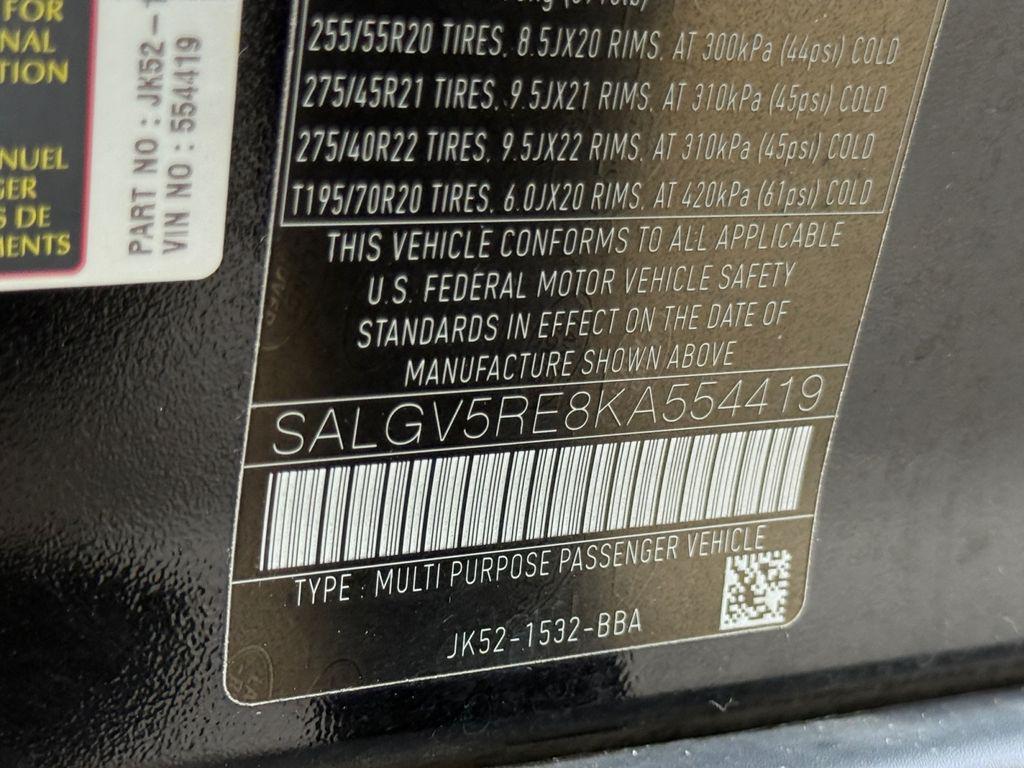 FOR
NAL
TION
NUEL
GER
S DE
MENTS
PART NO : JK52-1
VIN NO : 554419
255/55R20 TIRES, 8.5JX20 RIMS, AT 300kPa (44psi) COLD
275/45R21 TIRES, 9.5JX21 RIMS, AT 310kPa (45psi) COLD
275/40R22 TIRES, 9.5JX22 RIMS, AT 310kPa (45psi) COLD
T195/70R20 TIRES, 6.0JX20 RIMS, AT 420kPa (61psi) COLD
THIS VEHICLE CONFORMS TO ALL APPLICABLE
U.S. FEDERAL MOTOR VEHICLE SAFETY
STANDARDS IN EFFECT ON THE DATE OF
MANUFACTURE SHOWN ABOVE
SALGV5RE8KA554419
TYPE : MULTI PURPOSE PASSENGER VEHICLE
JK52-1532-BBA